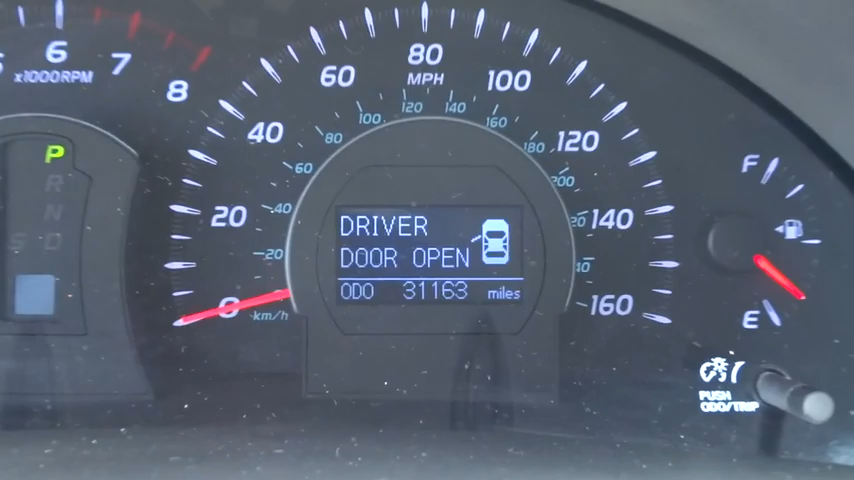 5 6 7 8
x1000RPM
P
R
N
S D
0 20 40 60 80 100 120 140 160
MPH
20 40 60 80 100 120 140 160 180 200
km/h
DRIVER
DOOR OPEN
ODO 31163 miles
F
E
PUSH
ODO/TRIP